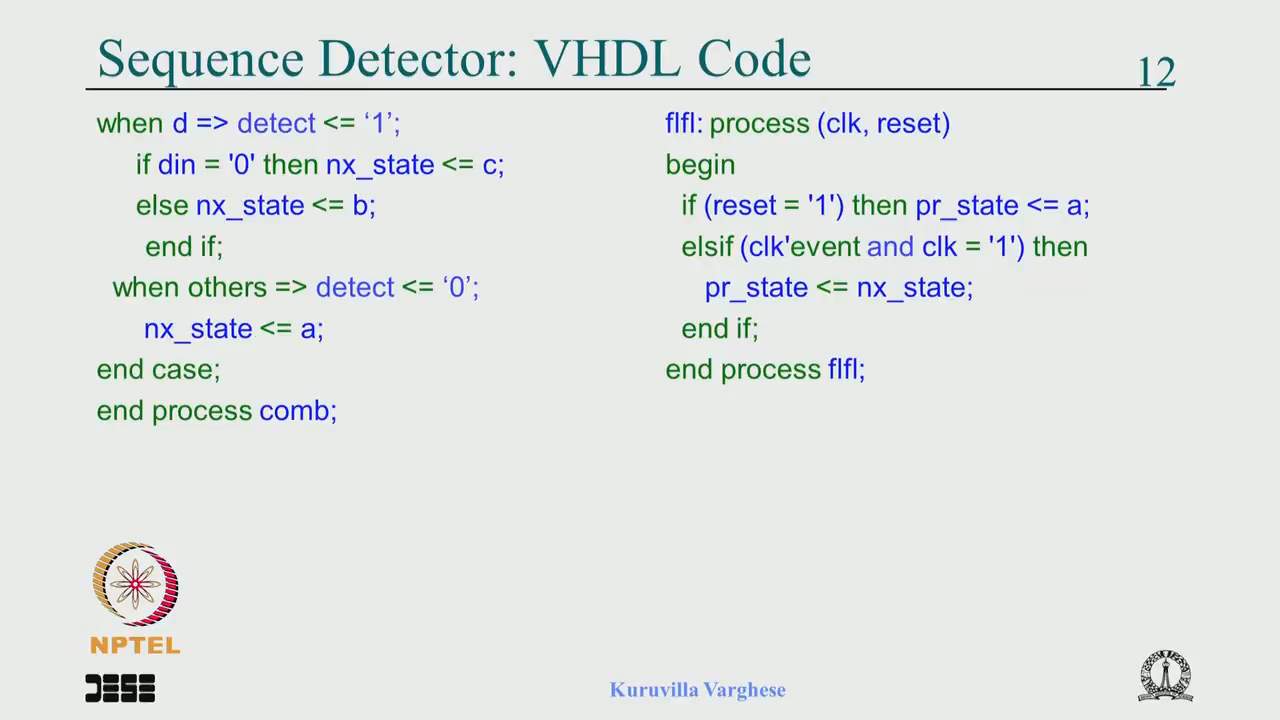 Sequence Detector: VHDL Code
12
when d => detect <= ‘1’;
if din = '0' then nx_state <= c;
else nx_state <= b;
end if;
when others => detect <= ‘0’;
nx_state <= a;
end case;
end process comb;
flfl: process (clk, reset)
begin
if (reset = '1') then pr_state <= a;
elsif (clk'event and clk = '1') then
pr_state <= nx_state;
end if;
end process flfl;
NPTEL
DESE
Kuruvilla Varghese